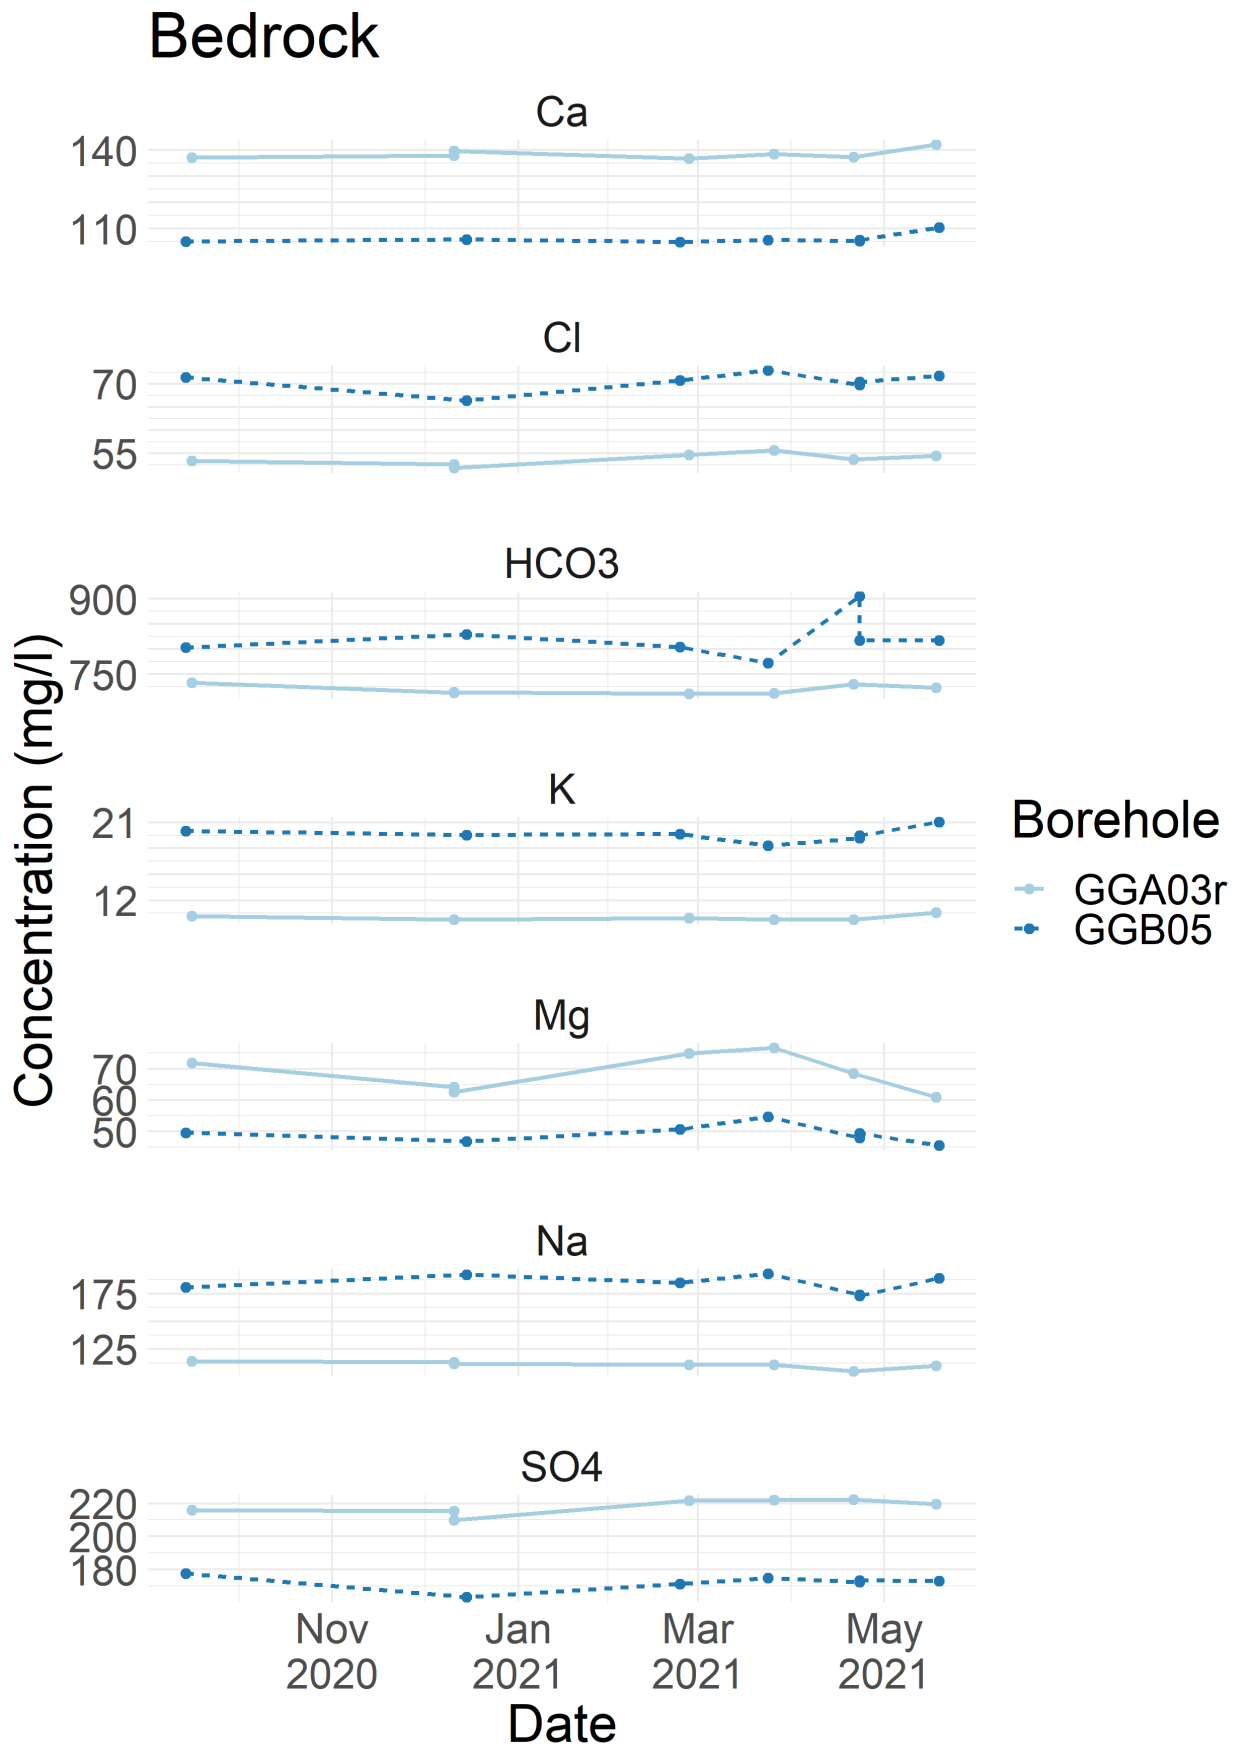 Bedrock
Ca
140
110
Cl
70
55
HCO3
900
750
K
21
12
Mg
70
60
50
Na
175
125
SO4
220
200
180
Nov
2020
Jan
2021
Mar
2021
May
2021
Date
Concentration (mg/l)
Borehole
GGA03r
GGB05